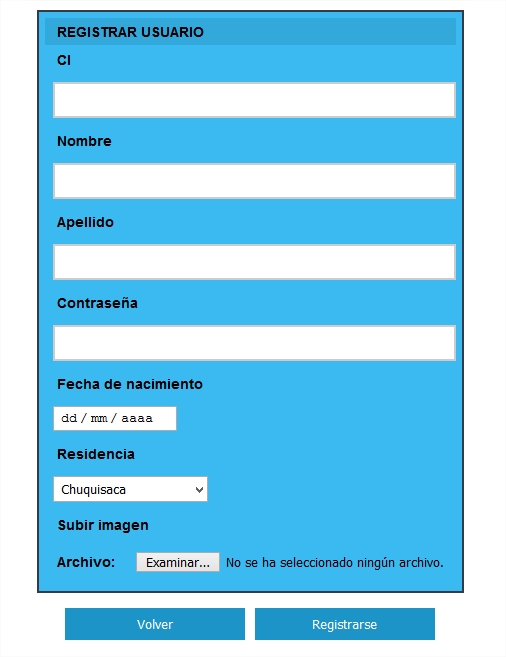 REGISTRAR USUARIO
CI
Nombre
Apellido
Contraseña
Fecha de nacimiento
dd / mm / aaaa
Residencia
Chuquisaca
Subir imagen
Archivo: Examinar... No se ha seleccionado ningún archivo.
Volver Registrarse